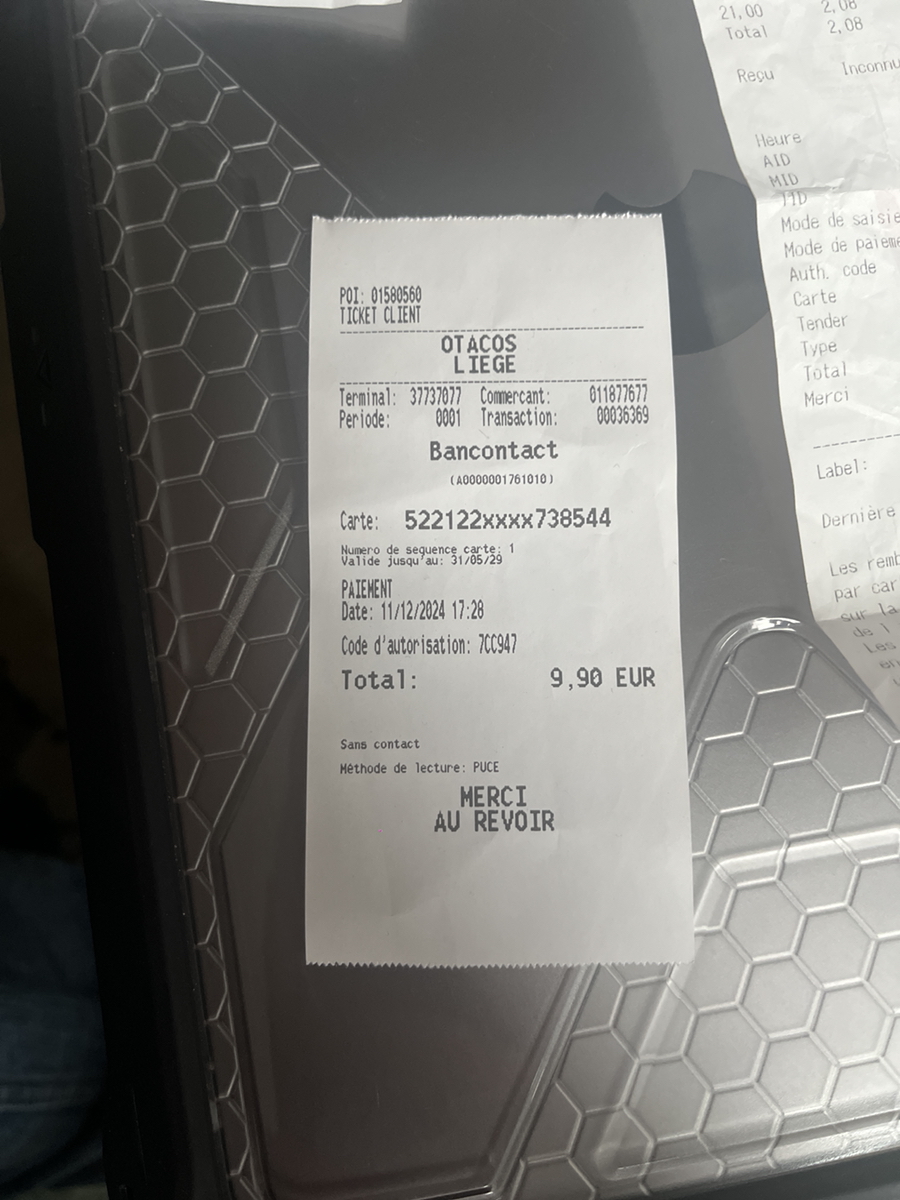 POI: 01580560
TICKET CLIENT
OTACOS
LIEGE
Terminal: 37737077 Commercant: 011877677
Periode: 0001 Transaction: 00036369
Bancontact
(A0000001761010)
Carte: 522122xxxx738544
Numero de sequence carte: 1
Valide jusqu'au: 31/05/29
PAIEMENT
Date: 11/12/2024 17:28
Code d'autorisation: 7CC947
Total: 9,90 EUR
Sans contact
Méthode de lecture: PUCE
MERCI
AU REVOIR
21,00 2,08
Total 2,08
Reçu Inconnu
Heure
AID
MID
TID
Mode de saisie
Mode de paieme
Auth. code
Carte
Tender
Type
Total
Merci
Label:
Dernière
Les remb
par car
sur la
de l
Les
en